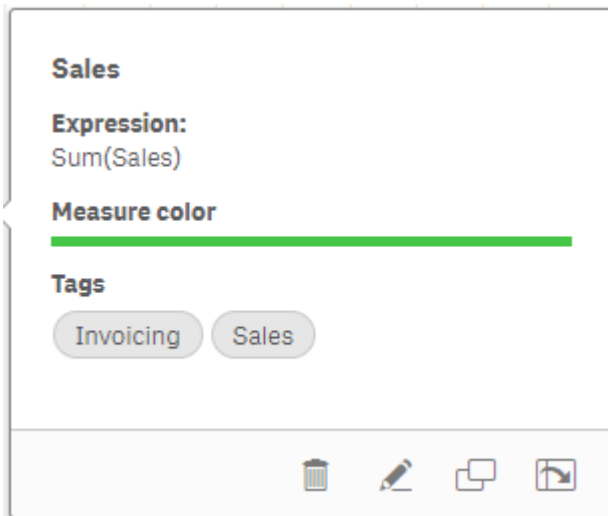 Sales
Expression:
Sum(Sales)
Measure color
Tags
Invoicing Sales